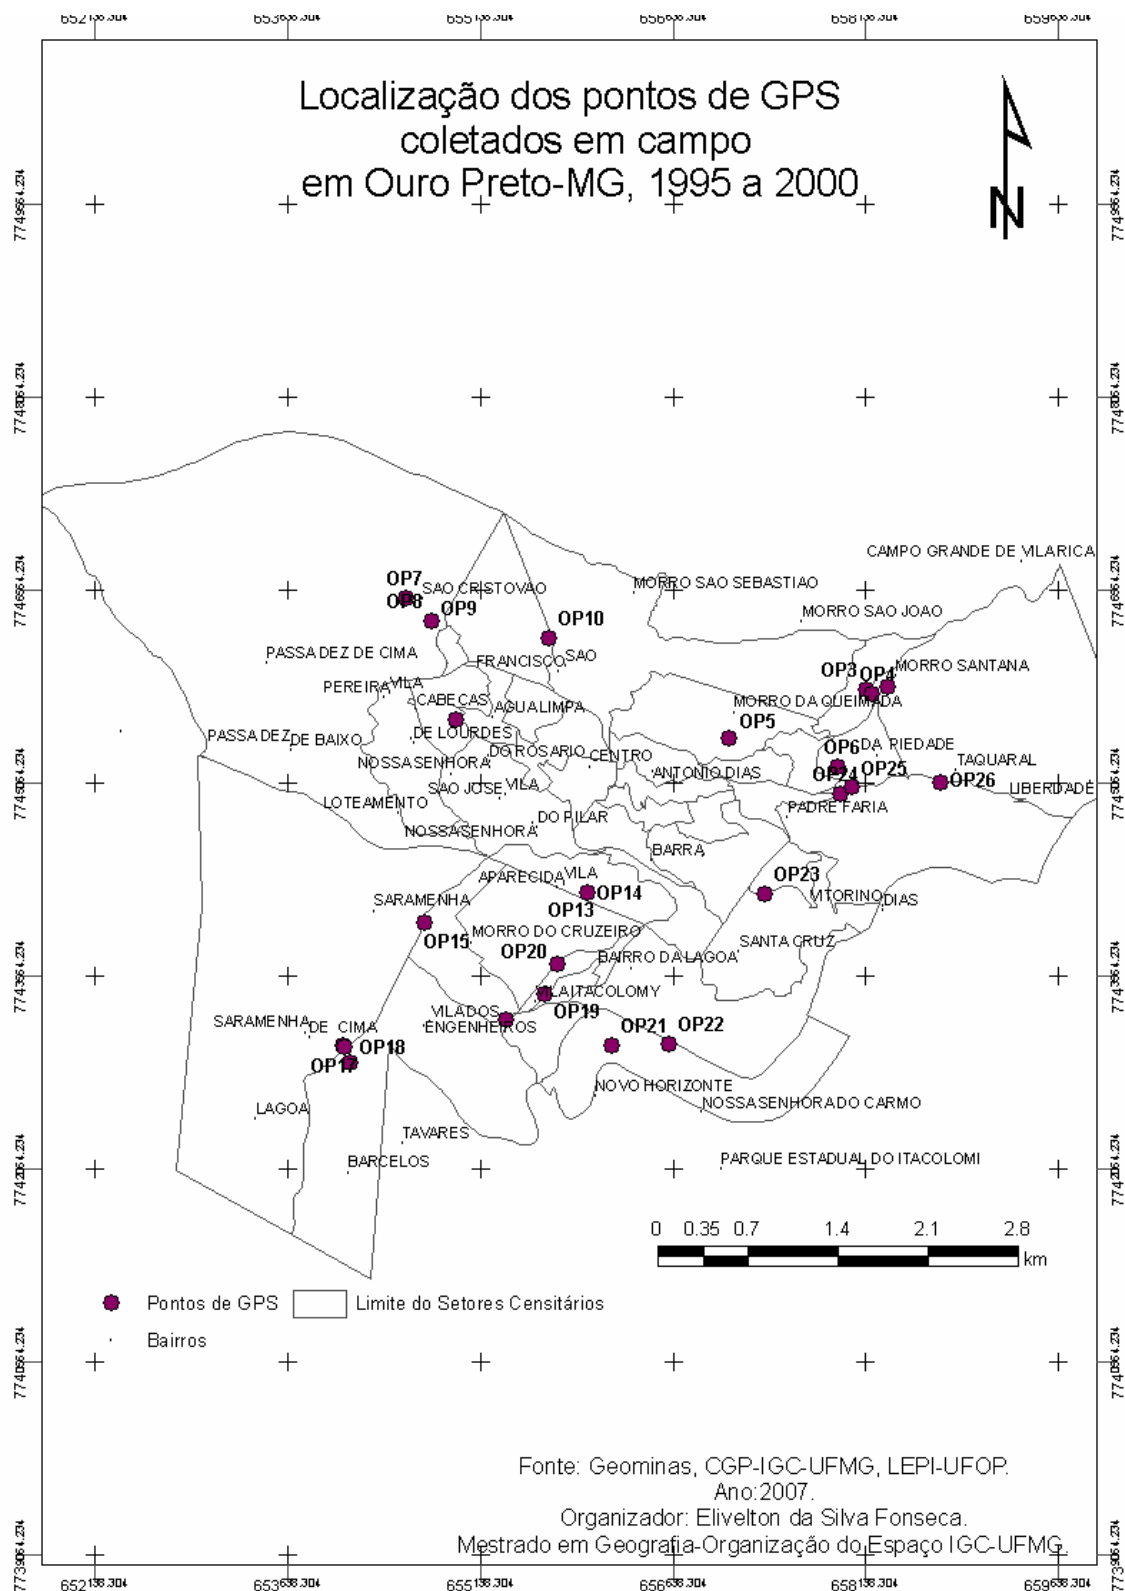 Localização dos pontos de GPS
coletados em campo
em Ouro Preto-MG, 1995 a 2000
N
CAMPO GRANDE DE VILARICA
OP7
SAO CRISTOVAO
MORRO SAO SEBASTIAO
OP8
OP9
MORRO SAO JOAO
OP10
PASSA DEZ DE CIMA
FRANCISCO
SAO
OP3
OP4
MORRO SANTANA
PEREIRA
VILA
CABECAS
AGUA LIMPA
MORRO DA QUEIMADA
OP5
PASSA DEZ
DE BAIXO
DE LOURDES
DO ROSARIO
CENTRO
OP6
DA PIEDADE
NOSSA SENHORA
ANTONIO DIAS
OP24
OP25
TAQUARAL
OP26
LIBERDADE
SAO JOSE
VILA
LOTEAMENTO
PADRE FARIA
NOSSA SENHORA
DO PILAR
BARRA
APARECIDA
VILA
OP23
OP14
SARAMENHA
OP13
VITORINO
DIAS
OP15
MORRO DO CRUZEIRO
OP20
BAIRRO DA LAGOA
SANTA CRUZ
VILA ITACOLOMY
VILA DOS
ENGENHEIROS
OP19
SARAMENHA
DE CIMA
OP21
OP22
OP18
OP17
LAGOA
NOVO HORIZONTE
NOSSA SENHORA DO CARMO
TAVARES
BARCELOS
PARQUE ESTADUAL DO ITACOLOMI
0 0.35 0.7 1.4 2.1 2.8
km
Pontos de GPS
Limite do Setores Censitários
Bairros
Fonte: Geominas, CGP-IGC-UFMG, LEPI-UFOP.
Ano:2007.
Organizador: Elivelton da Silva Fonseca.
Mestrado em Geografia-Organização do Espaço IGC-UFMG.